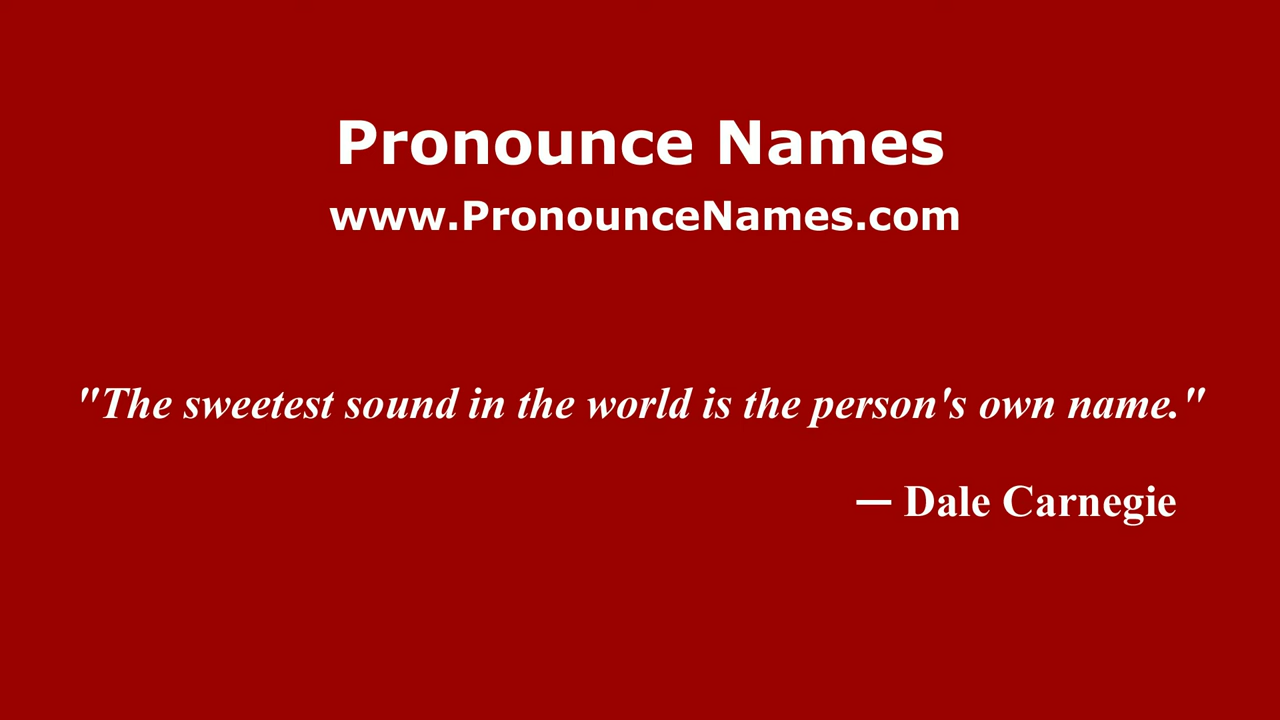 Pronounce Names
www.PronounceNames.com
"The sweetest sound in the world is the person's own name."
— Dale Carnegie